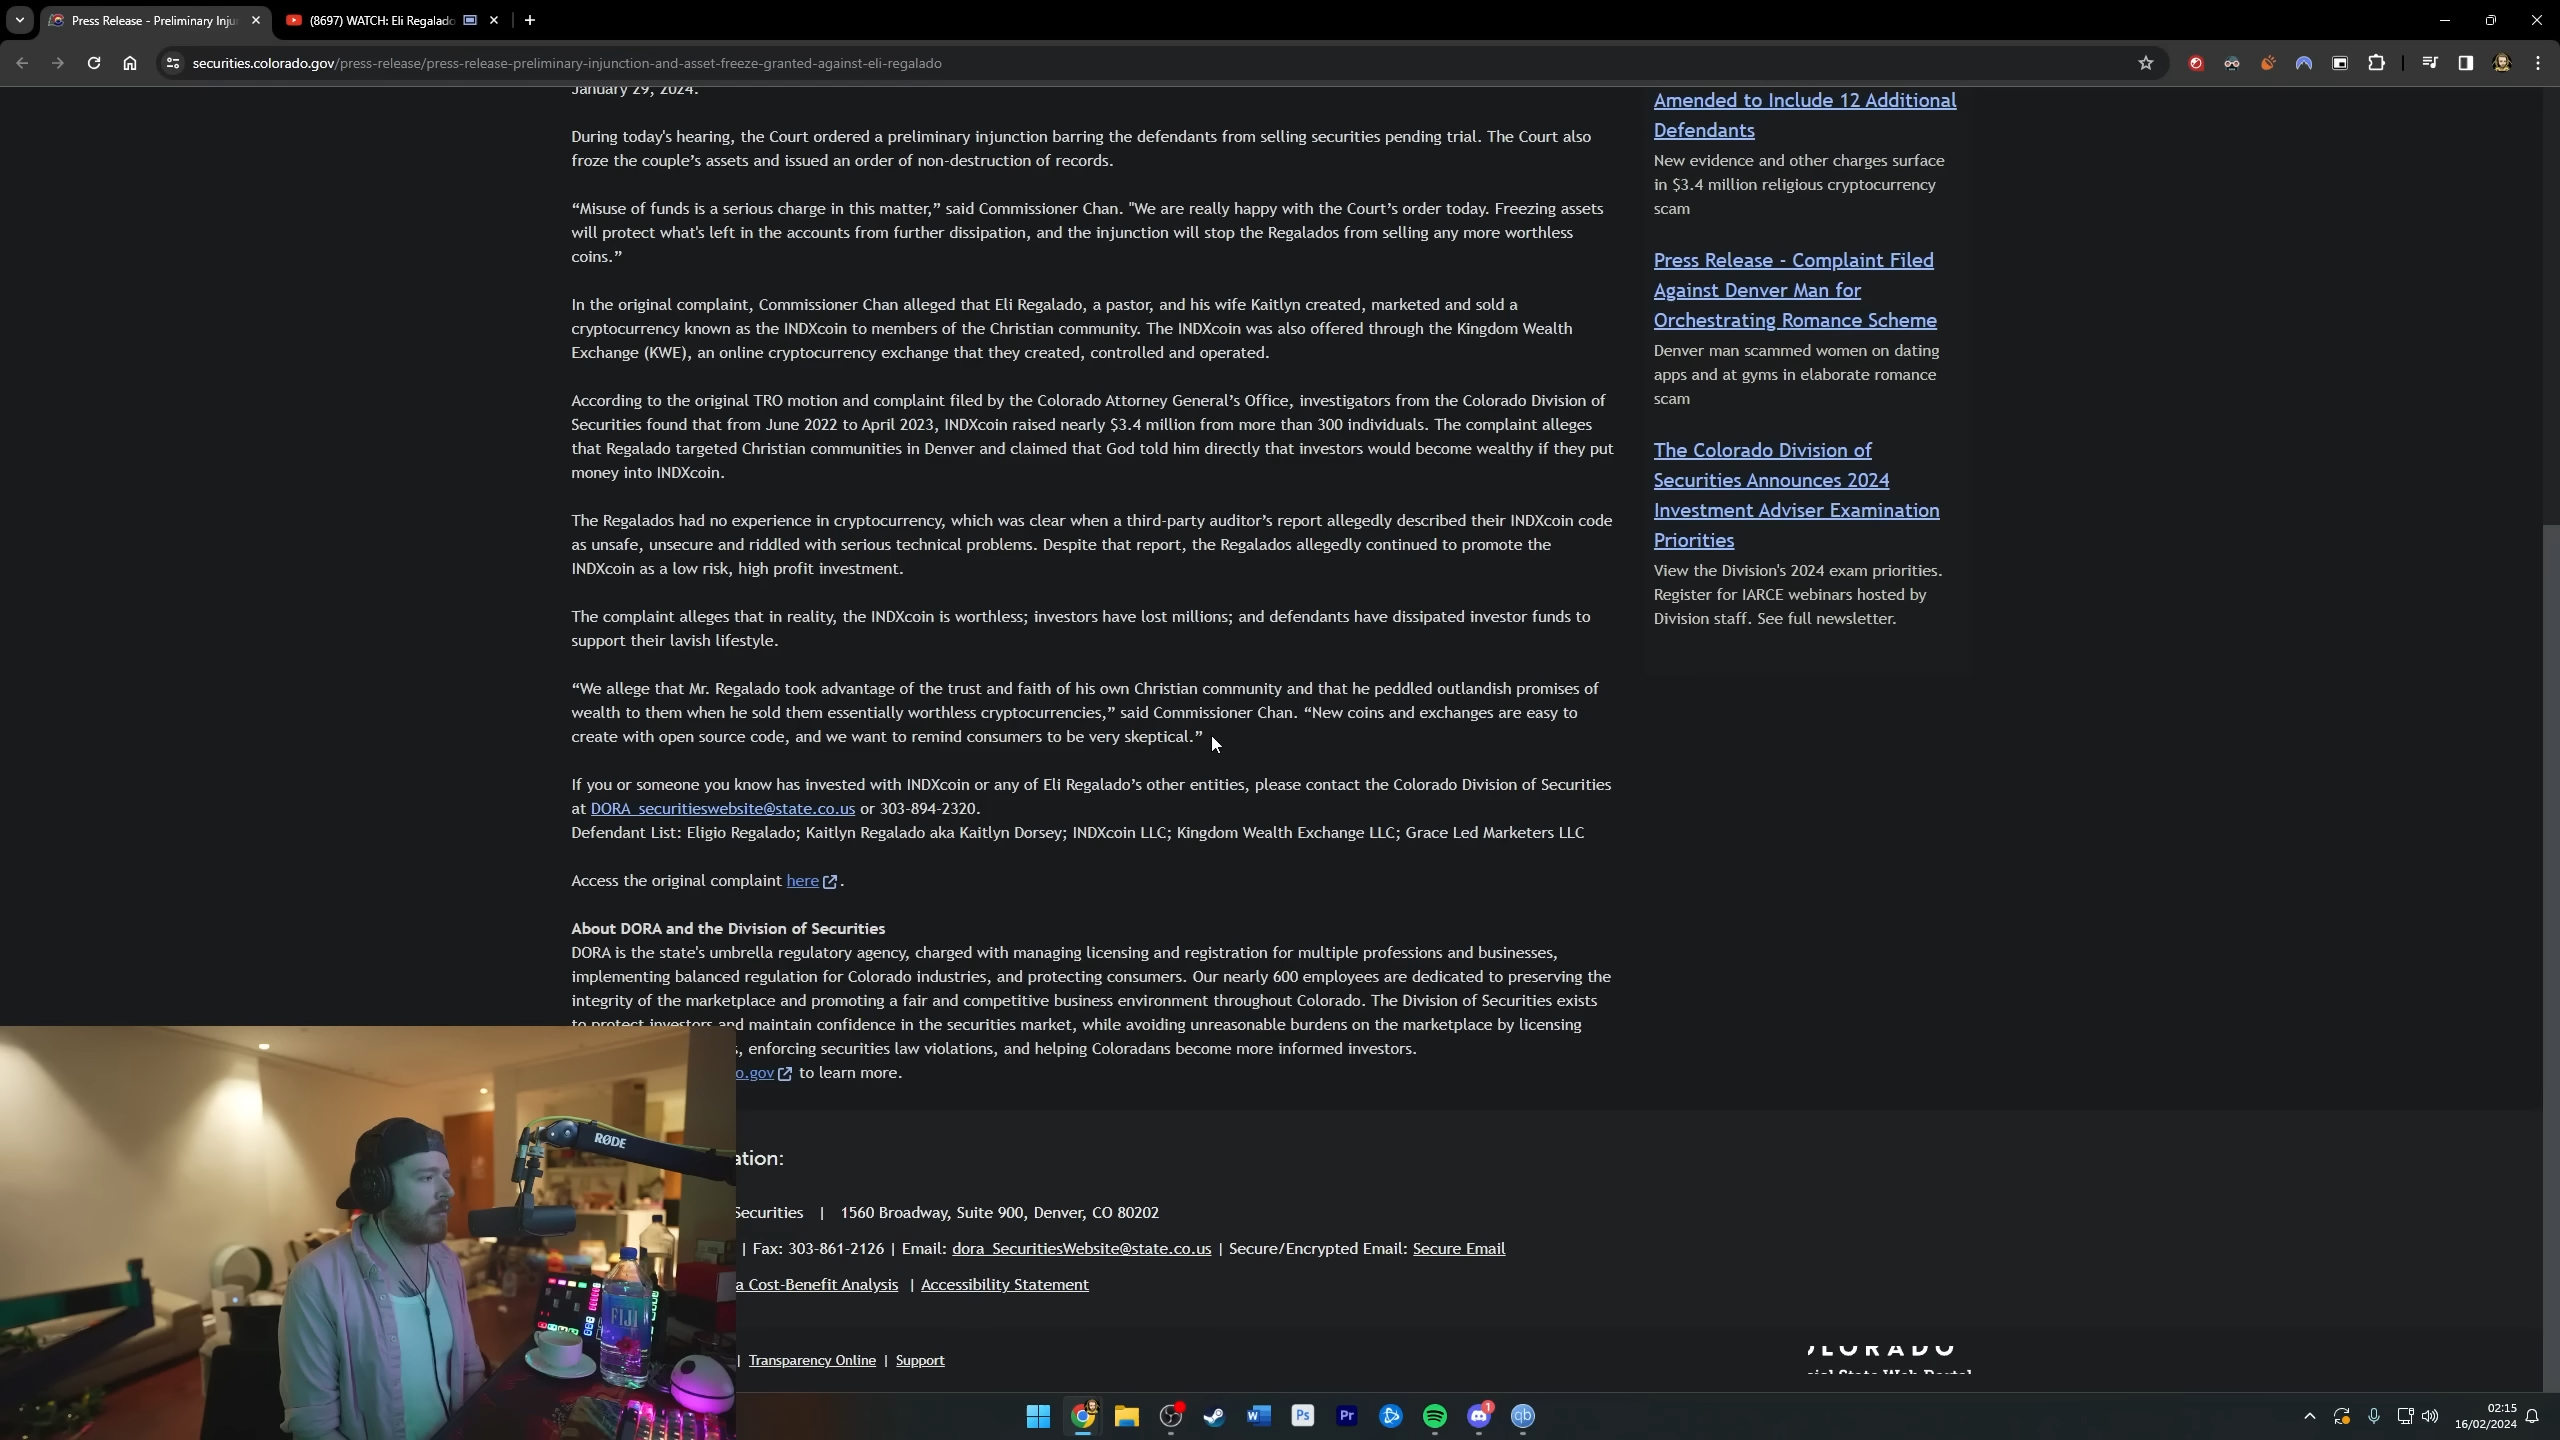 Press Release - Preliminary Inju
(8697) WATCH: Eli Regalado
securities.colorado.gov/press-release/press-release-preliminary-injunction-and-asset-freeze-granted-against-eli-regalado
January 29, 2024.
During today's hearing, the Court ordered a preliminary injunction barring the defendants from selling securities pending trial. The Court also
froze the couple’s assets and issued an order of non-destruction of records.
“Misuse of funds is a serious charge in this matter,” said Commissioner Chan. "We are really happy with the Court’s order today. Freezing assets
will protect what's left in the accounts from further dissipation, and the injunction will stop the Regalados from selling any more worthless
coins.”
In the original complaint, Commissioner Chan alleged that Eli Regalado, a pastor, and his wife Kaitlyn created, marketed and sold a
cryptocurrency known as the INDXcoin to members of the Christian community. The INDXcoin was also offered through the Kingdom Wealth
Exchange (KWE), an online cryptocurrency exchange that they created, controlled and operated.
According to the original TRO motion and complaint filed by the Colorado Attorney General’s Office, investigators from the Colorado Division of
Securities found that from June 2022 to April 2023, INDXcoin raised nearly $3.4 million from more than 300 individuals. The complaint alleges
that Regalado targeted Christian communities in Denver and claimed that God told him directly that investors would become wealthy if they put
money into INDXcoin.
The Regalados had no experience in cryptocurrency, which was clear when a third-party auditor’s report allegedly described their INDXcoin code
as unsafe, unsecure and riddled with serious technical problems. Despite that report, the Regalados allegedly continued to promote the
INDXcoin as a low risk, high profit investment.
The complaint alleges that in reality, the INDXcoin is worthless; investors have lost millions; and defendants have dissipated investor funds to
support their lavish lifestyle.
“We allege that Mr. Regalado took advantage of the trust and faith of his own Christian community and that he peddled outlandish promises of
wealth to them when he sold them essentially worthless cryptocurrencies,” said Commissioner Chan. “New coins and exchanges are easy to
create with open source code, and we want to remind consumers to be very skeptical.”
If you or someone you know has invested with INDXcoin or any of Eli Regalado’s other entities, please contact the Colorado Division of Securities
at DORA_securitieswebsite@state.co.us or 303-894-2320.
Defendant List: Eligio Regalado; Kaitlyn Regalado aka Kaitlyn Dorsey; INDXcoin LLC; Kingdom Wealth Exchange LLC; Grace Led Marketers LLC
Access the original complaint here.
About DORA and the Division of Securities
DORA is the state's umbrella regulatory agency, charged with managing licensing and registration for multiple professions and businesses,
implementing balanced regulation for Colorado industries, and protecting consumers. Our nearly 600 employees are dedicated to preserving the
integrity of the marketplace and promoting a fair and competitive business environment throughout Colorado. The Division of Securities exists
to protect investors and maintain confidence in the securities market, while avoiding unreasonable burdens on the marketplace by licensing
s, enforcing securities law violations, and helping Coloradans become more informed investors.
o.gov to learn more.
Amended to Include 12 Additional
Defendants
New evidence and other charges surface
in $3.4 million religious cryptocurrency
scam
Press Release - Complaint Filed
Against Denver Man for
Orchestrating Romance Scheme
Denver man scammed women on dating
apps and at gyms in elaborate romance
scam
The Colorado Division of
Securities Announces 2024
Investment Adviser Examination
Priorities
View the Division's 2024 exam priorities.
Register for IARCE webinars hosted by
Division staff. See full newsletter.
ation:
Securities | 1560 Broadway, Suite 900, Denver, CO 80202
| Fax: 303-861-2126 | Email: dora_SecuritiesWebsite@state.co.us | Secure/Encrypted Email: Secure Email
a Cost-Benefit Analysis | Accessibility Statement
| Transparency Online | Support
OLORADO
cial State Web Portal
RØDE
FIJI
W
Ps
Pr
1
qb
02:15
16/02/2024